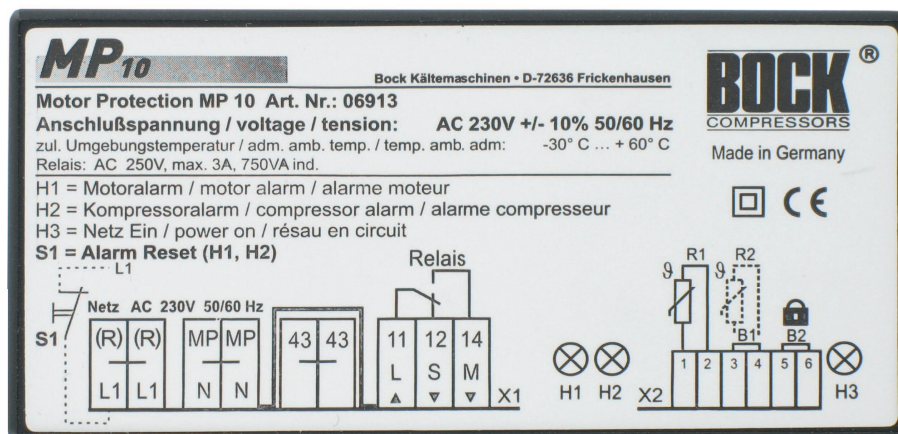 MP10
Bock Kältemaschinen • D-72636 Frickenhausen
BOCK®
COMPRESSORS
Made in Germany
CE
Motor Protection MP 10 Art. Nr.: 06913
Anschlußspannung / voltage / tension: AC 230V +/- 10% 50/60 Hz
zul. Umgebungstemperatur / adm. amb. temp. / temp. amb. adm: -30° C ... + 60° C
Relais: AC 250V, max. 3A, 750VA ind.
H1 = Motoralarm / motor alarm / alarme moteur
H2 = Kompressoralarm / compressor alarm / alarme compresseur
H3 = Netz Ein / power on / résau en circuit
S1 = Alarm Reset (H1, H2)
L1
Relais
ϑ R1 ϑ R2
Netz AC 230V 50/60 Hz
S1 (R) (R) MP MP 43 43 11 12 14
B1 B2
L S M
1 2 3 4 5 6
L1 L1 N N X1 H1 H2 X2 H3